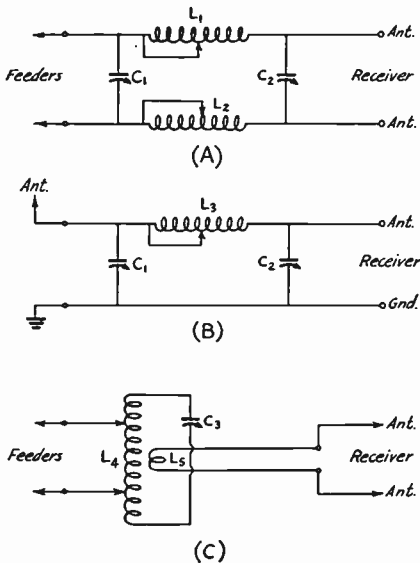 L₁
Ant.
Feeders
C₁
C₂
Receiver
L₂
Ant.
(A)
Ant.
L₃
Ant.
C₁
C₂
Receiver
Gnd.
(B)
C₃
Ant.
Feeders
L₄
L₅
Receiver
Ant.
(C)